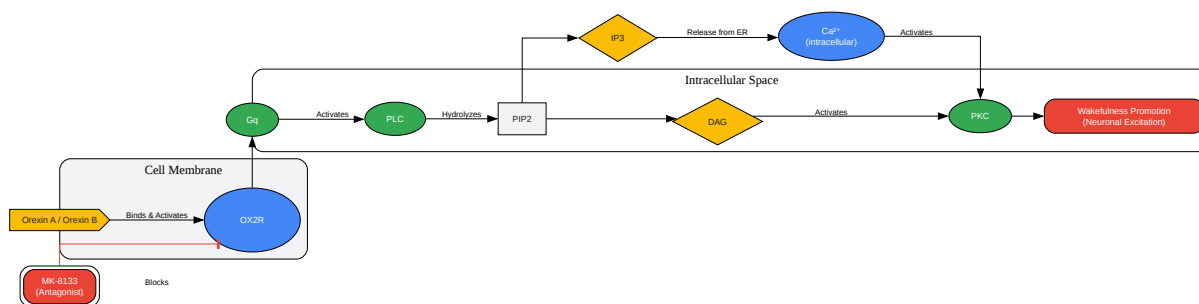 IP3
Release from ER
Ca²⁺
(intracellular)
Activates
Intracellular Space
Gq
Activates
PLC
Hydrolyzes
PIP2
DAG
Activates
PKC
Wakefulness Promotion
(Neuronal Excitation)
Cell Membrane
Orexin A / Orexin B
Binds & Activates
OX2R
MK-8133
(Antagonist)
Blocks